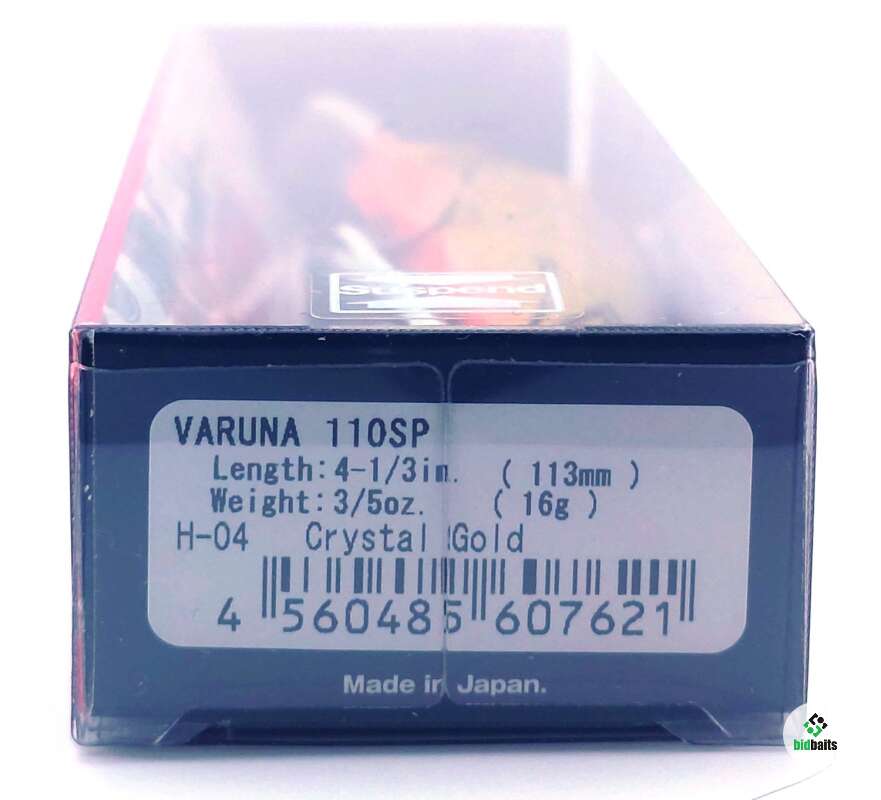 Suspend
VARUNA 110SP
Length:4-1/3in. ( 113mm )
Weight:3/5oz. ( 16g )
H-04 Crystal Gold
4 560485 607621
Made in Japan.
bidbaits